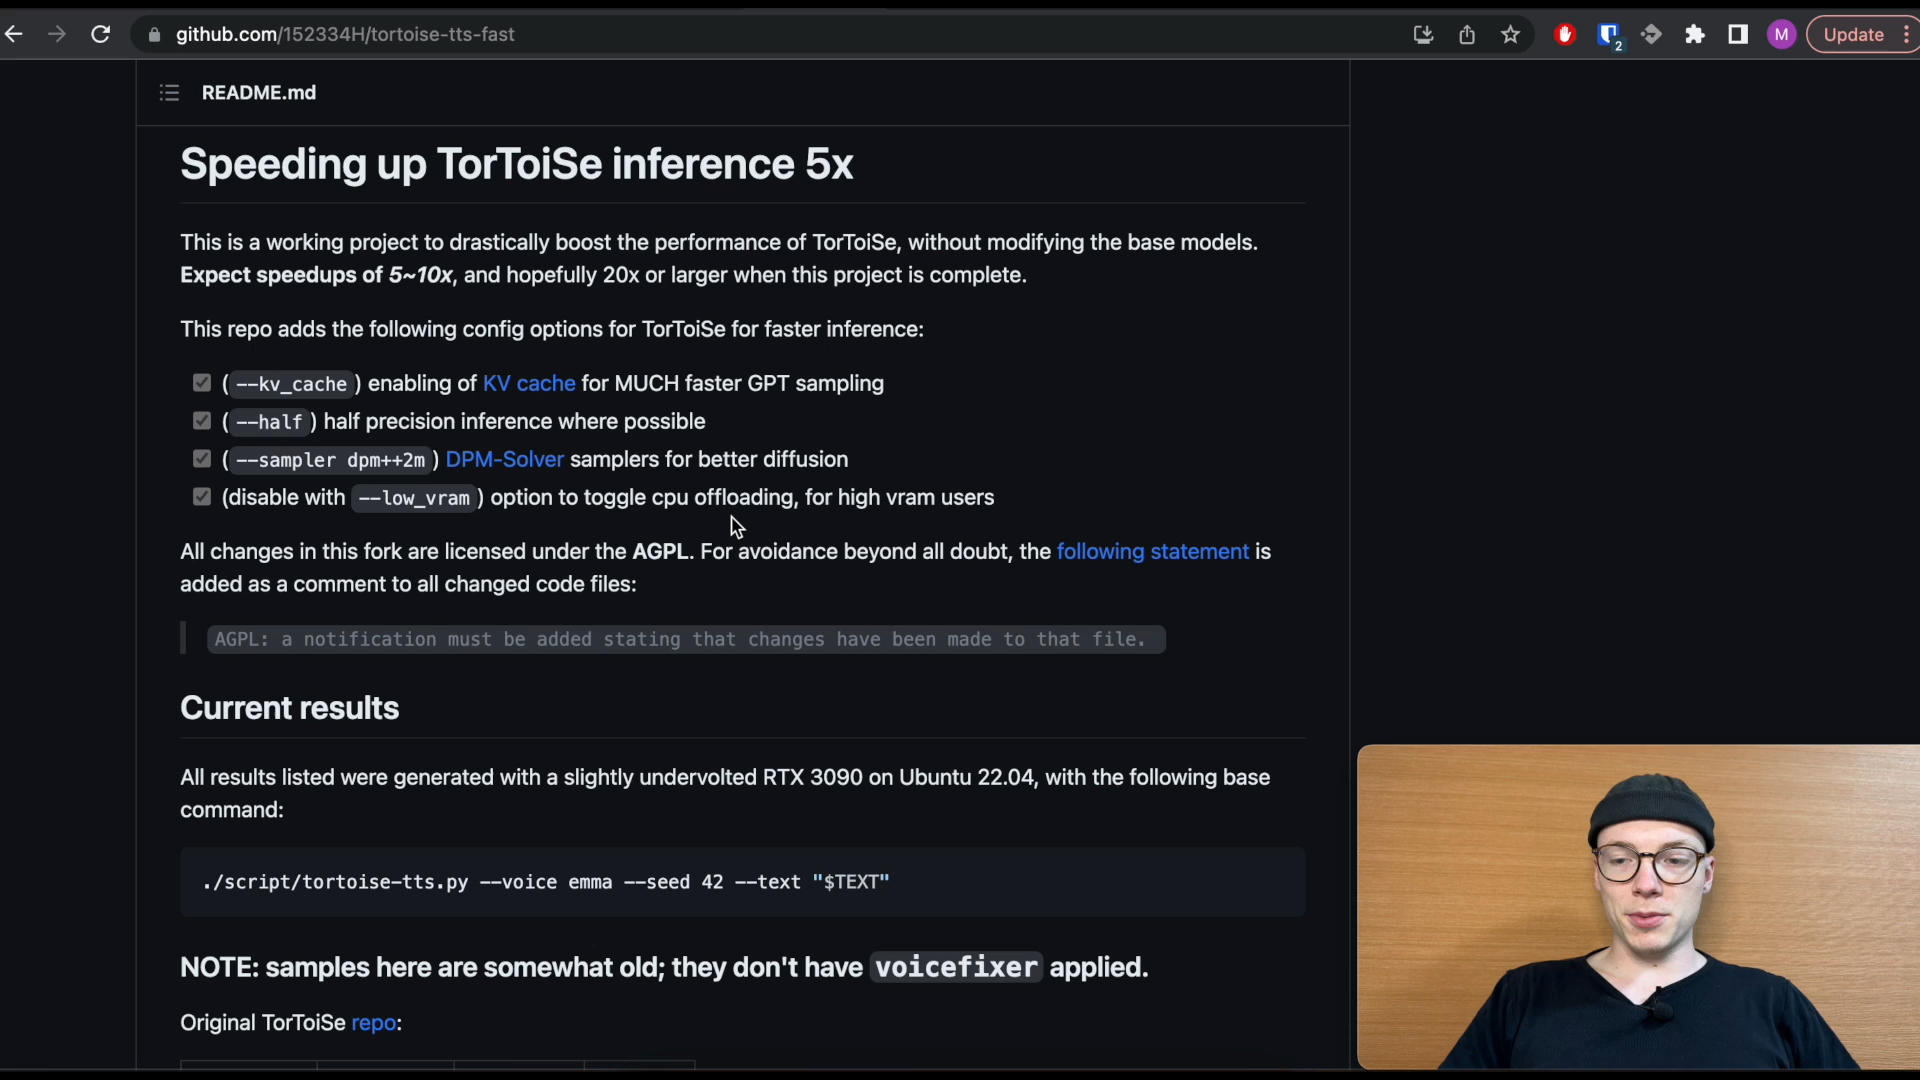 github.com/152334H/tortoise-tts-fast
2
M
Update
README.md
Speeding up TorToiSe inference 5x
This is a working project to drastically boost the performance of TorToiSe, without modifying the base models.
Expect speedups of 5~10x, and hopefully 20x or larger when this project is complete.
This repo adds the following config options for TorToiSe for faster inference:
(--kv_cache) enabling of KV cache for MUCH faster GPT sampling
(--half) half precision inference where possible
(--sampler dpm++2m) DPM-Solver samplers for better diffusion
(disable with --low_vram) option to toggle cpu offloading, for high vram users
All changes in this fork are licensed under the AGPL. For avoidance beyond all doubt, the following statement is
added as a comment to all changed code files:
AGPL: a notification must be added stating that changes have been made to that file.
Current results
All results listed were generated with a slightly undervolted RTX 3090 on Ubuntu 22.04, with the following base
command:
./script/tortoise-tts.py --voice emma --seed 42 --text "$TEXT"
NOTE: samples here are somewhat old; they don't have voicefixer applied.
Original TorToiSe repo: